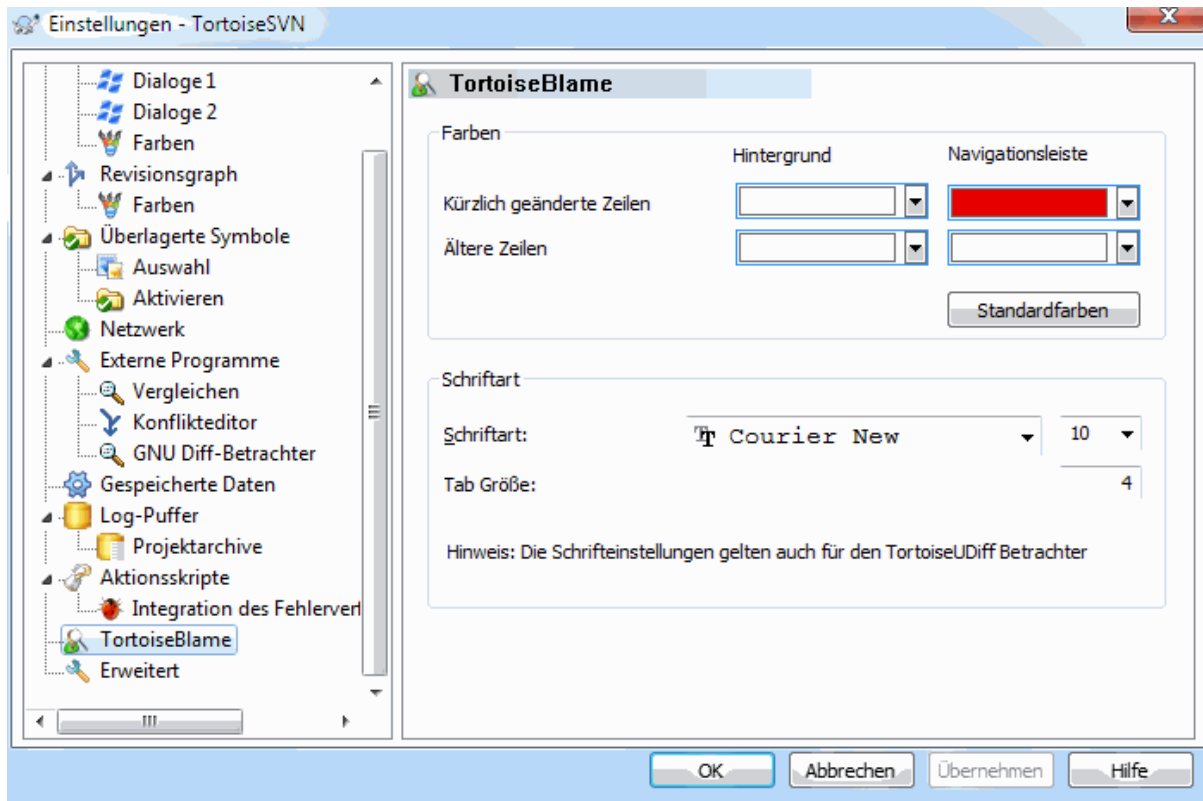 Einstellungen - TortoiseSVN
Dialoge 1
Dialoge 2
Farben
Revisionsgraph
Farben
Überlagerte Symbole
Auswahl
Aktivieren
Netzwerk
Externe Programme
Vergleichen
Konflikteditor
GNU Diff-Betrachter
Gespeicherte Daten
Log-Puffer
Projektarchive
Aktionsskripte
Integration des Fehlerverf
TortoiseBlame
Erweitert
TortoiseBlame
Farben
Hintergrund Navigationsleiste
Kürzlich geänderte Zeilen
Ältere Zeilen
Standardfarben
Schriftart
Schriftart: Courier New 10
Tab Größe: 4
Hinweis: Die Schrifteinstellungen gelten auch für den TortoiseUDiff Betrachter
OK Abbrechen Übernehmen Hilfe